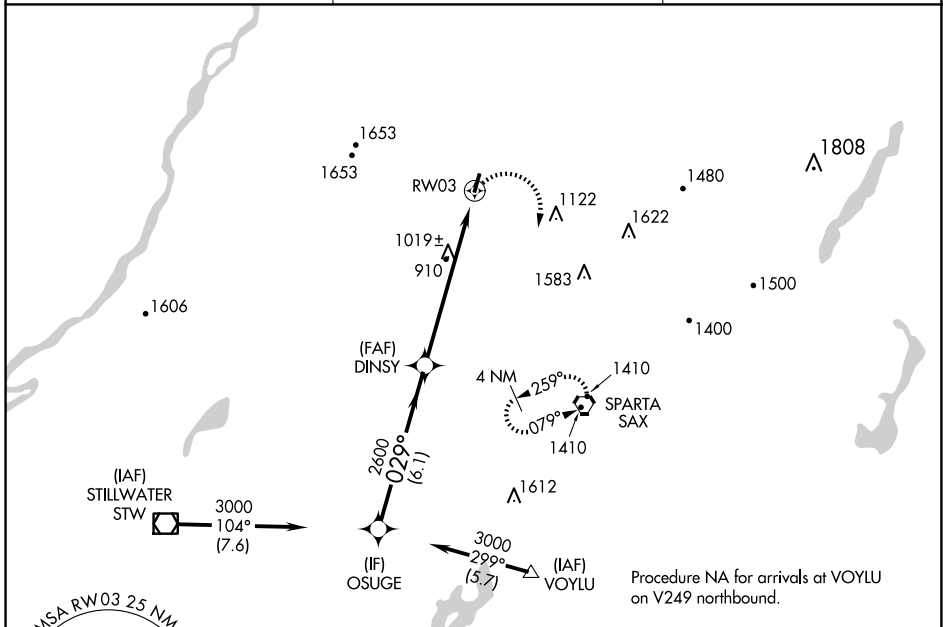 1653
1653
1808
1480
RW03
1122
1622
1019±
910
1583
1500
1606
1400
(FAF)
DINSY
1410
4 NM
259°
SPARTA
SAX
079°
1410
2600
029°
(6.1)
(IAF)
STILLWATER
STW
3000
104°
(7.6)
1612
(IF)
OSUGE
3000
299°
(5.7)
(IAF)
VOYLU
Procedure NA for arrivals at VOYLU
on V249 northbound.
MSA RW03 25 NM